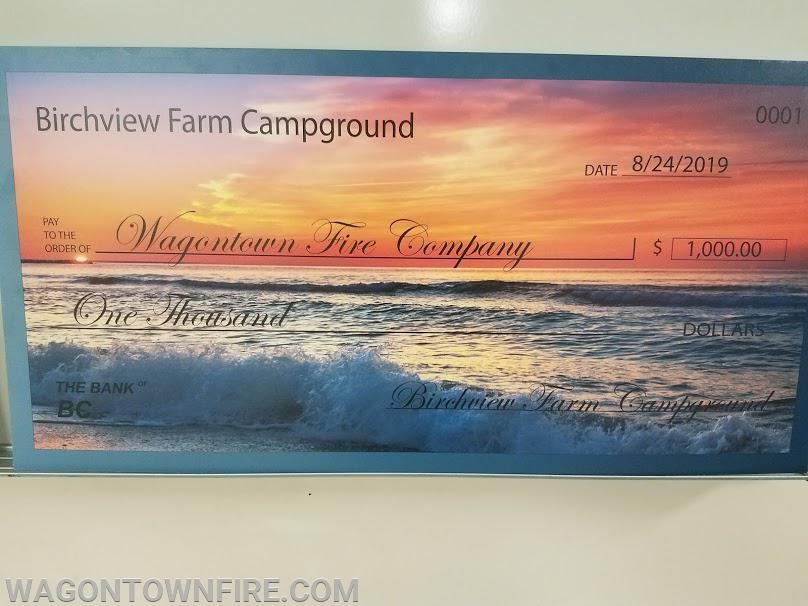 Birchview Farm Campground
0001
DATE 8/24/2019
PAY
TO THE
ORDER OF Wagontown Fire Company $ 1,000.00
One Thousand DOLLARS
THE BANK OF
BC
Birchview Farm Campground
WAGONTOWNFIRE.COM